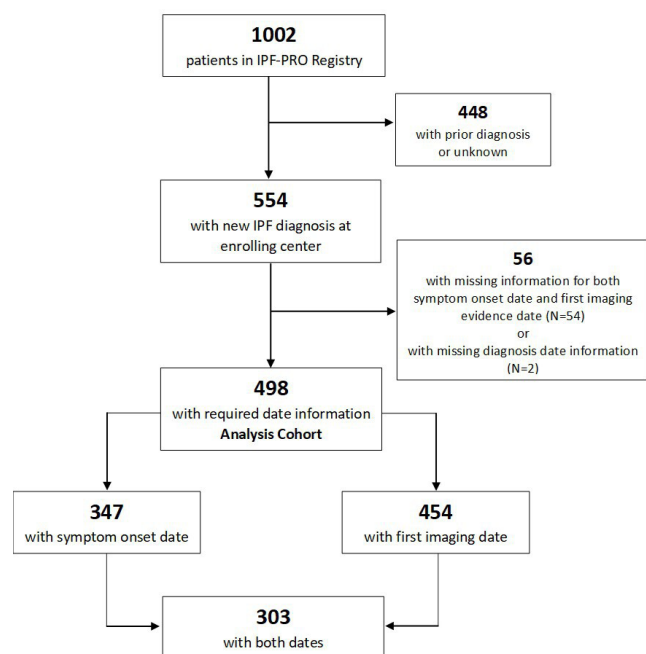 1002
patients in IPF-PRO Registry
448
with prior diagnosis
or unknown
554
with new IPF diagnosis at
enrolling center
56
with missing information for both
symptom onset date and first imaging
evidence date (N=54)
or
with missing diagnosis date information
(N=2)
498
with required date information
Analysis Cohort
347
with symptom onset date
454
with first imaging date
303
with both dates